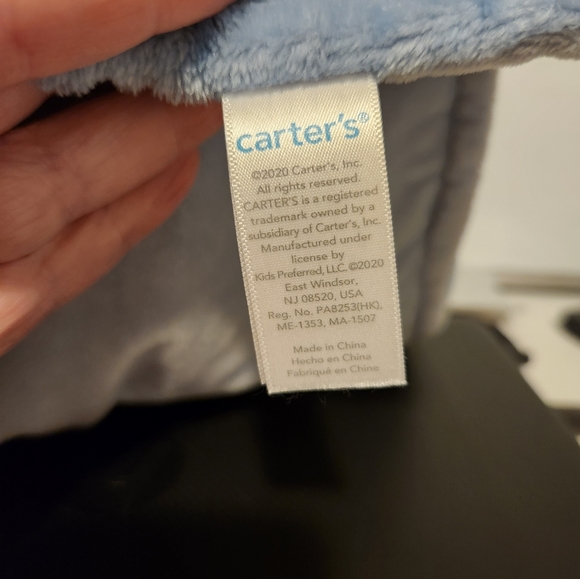 carter's®
©2020 Carter's, Inc.
All rights reserved.
CARTER'S is a registered
trademark owned by a
subsidiary of Carter's, Inc.
Manufactured under
license by
Kids Preferred, LLC, ©2020
East Windsor,
NJ 08520, USA
Reg. No. PA8253(HK),
ME-1353, MA-1507
Made in China
Hecho en China
Fabriqué en Chine